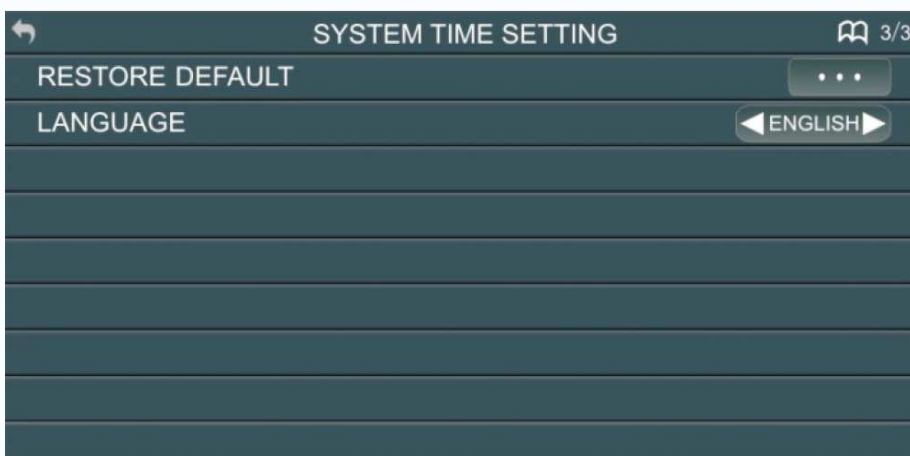 SYSTEM TIME SETTING 3/3
RESTORE DEFAULT ...
LANGUAGE ENGLISH